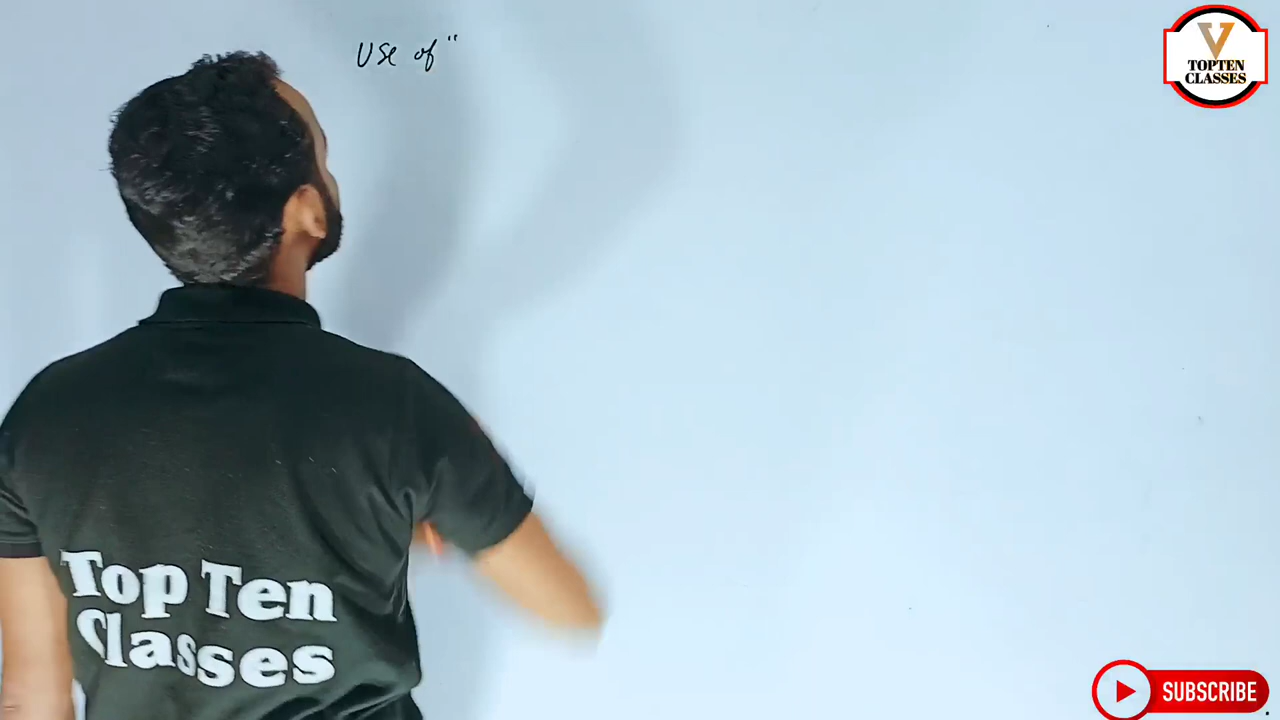 Use of "
V
TOPTEN
CLASSES
Top Ten
Classes
SUBSCRIBE